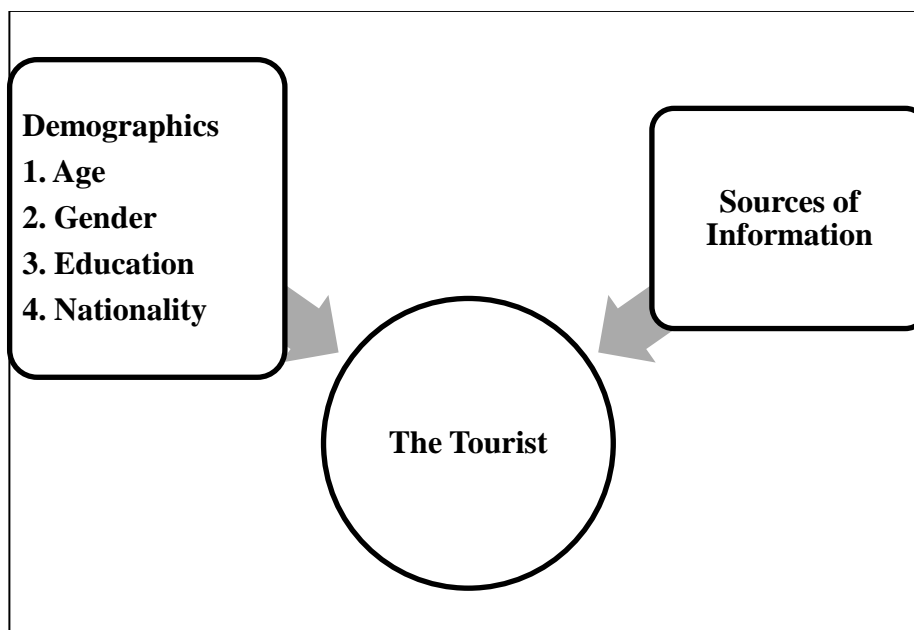 Demographics
1. Age
2. Gender
3. Education
4. Nationality
Sources of
Information
The Tourist